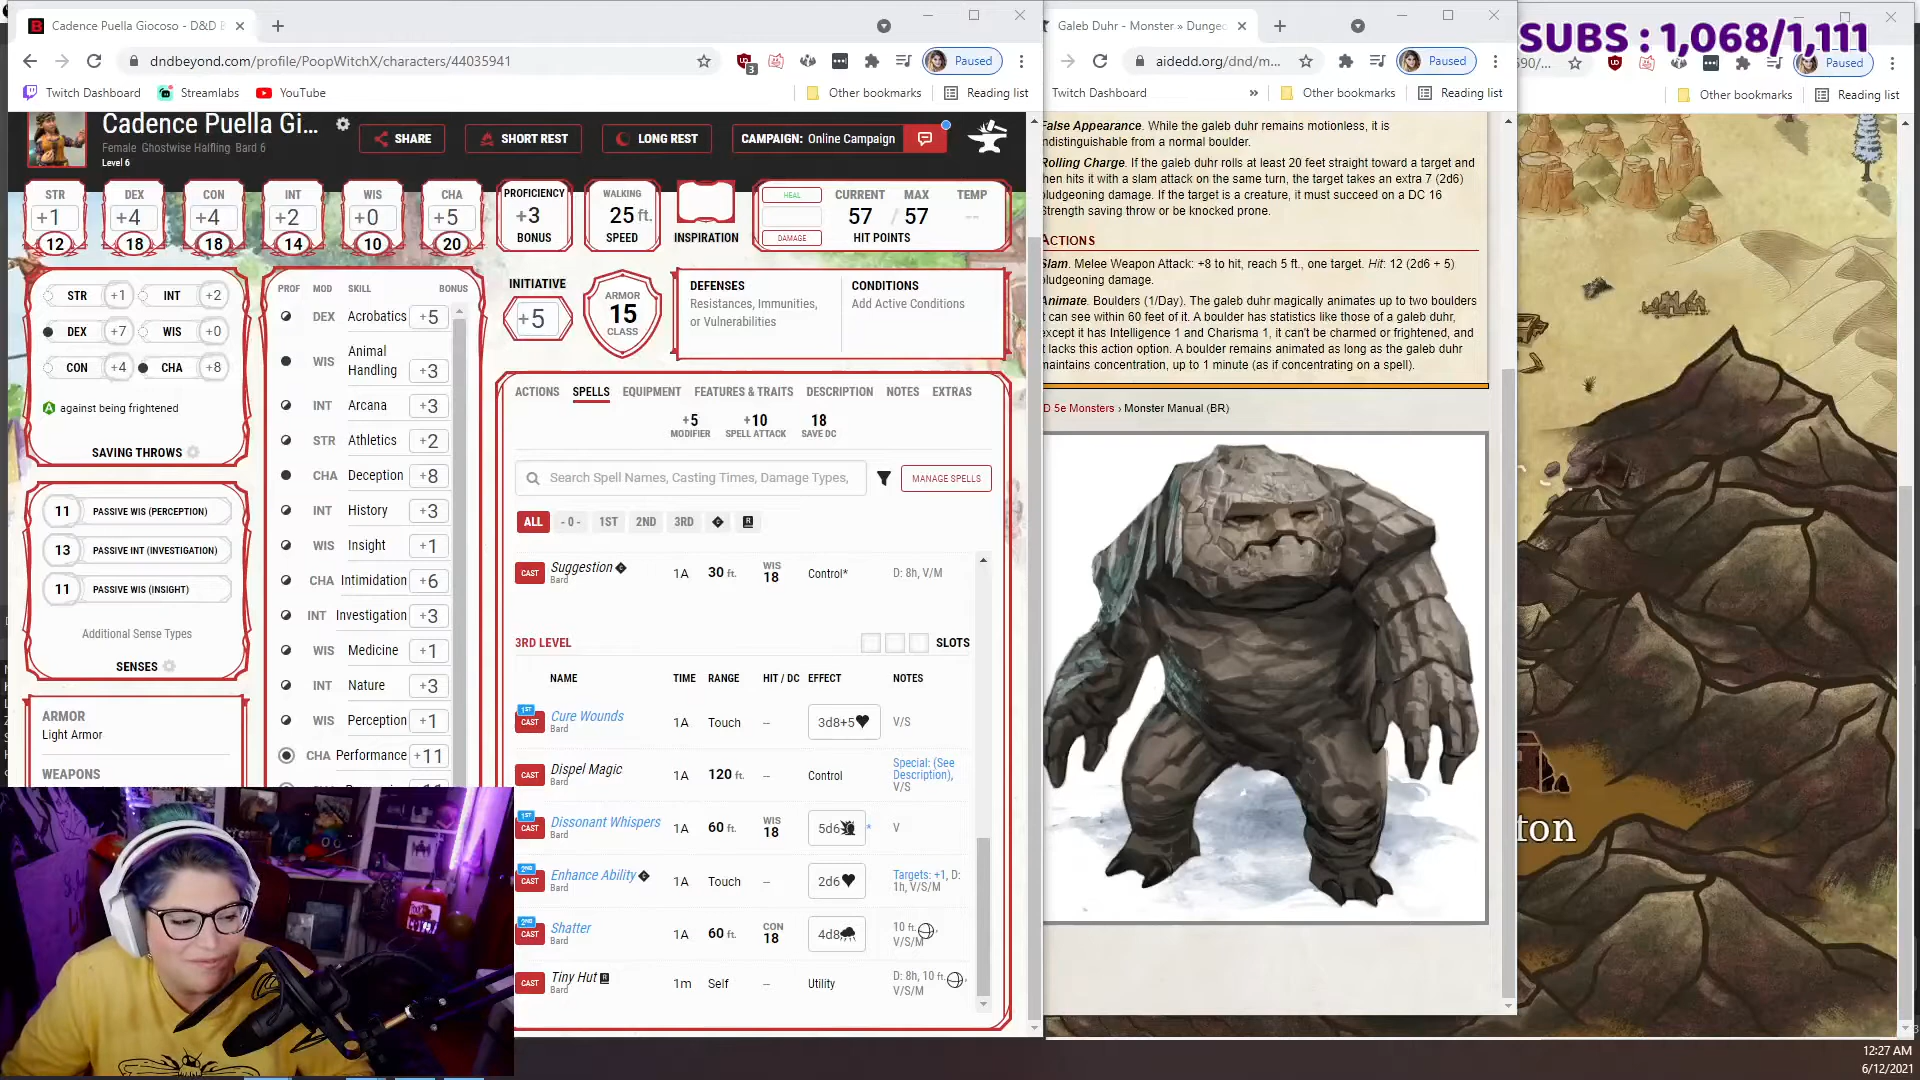 Cadence Puella Giocoso - D&D B
Galeb Duhr - Monster » Dungec
SUBS : 1,068/1,111
dndbeyond.com/profile/PoopWitchX/characters/44035941
3
Paused
aidedd.org/dnd/m...
Paused
590/...
Paused
Twitch Dashboard
Streamlabs
YouTube
Other bookmarks
Reading list
Twitch Dashboard
»
Other bookmarks
Reading list
Other bookmarks
Reading list
Cadence Puella Gi...
Female Ghostwise Halfling Bard 6
Level 6
SHARE
SHORT REST
LONG REST
CAMPAIGN: Online Campaign
STR
+1
12
DEX
+4
18
CON
+4
18
INT
+2
14
WIS
+0
10
CHA
+5
20
PROFICIENCY
+3
BONUS
WALKING
25 ft.
SPEED
INSPIRATION
HEAL
DAMAGE
CURRENT MAX TEMP
57 / 57 --
HIT POINTS
STR +1 INT +2
DEX +7 WIS +0
CON +4 CHA +8
A against being frightened
SAVING THROWS
11 PASSIVE WIS (PERCEPTION)
13 PASSIVE INT (INVESTIGATION)
11 PASSIVE WIS (INSIGHT)
Additional Sense Types
SENSES
ARMOR
Light Armor
WEAPONS
PROF MOD SKILL BONUS
DEX Acrobatics +5
WIS Animal Handling +3
INT Arcana +3
STR Athletics +2
CHA Deception +8
INT History +3
WIS Insight +1
CHA Intimidation +6
INT Investigation +3
WIS Medicine +1
INT Nature +3
WIS Perception +1
CHA Performance +11
INITIATIVE
+5
ARMOR
15
CLASS
DEFENSES
Resistances, Immunities,
or Vulnerabilities
CONDITIONS
Add Active Conditions
ACTIONS SPELLS EQUIPMENT FEATURES & TRAITS DESCRIPTION NOTES EXTRAS
+5 +10 18
MODIFIER SPELL ATTACK SAVE DC
Search Spell Names, Casting Times, Damage Types,
MANAGE SPELLS
ALL - 0 - 1ST 2ND 3RD C R
CAST Suggestion C 1A 30 ft. WIS 18 Control* D: 8h, V/M
Bard
3RD LEVEL SLOTS
NAME TIME RANGE HIT / DC EFFECT NOTES
1ST CAST Cure Wounds 1A Touch -- 3d8+5 V/S
Bard
CAST Dispel Magic 1A 120 ft. -- Control Special: (See Description), V/S
Bard
1ST CAST Dissonant Whispers 1A 60 ft. WIS 18 5d6 * V
Bard
2ND CAST Enhance Ability C 1A Touch -- 2d6 Targets: +1, D: 1h, V/S/M
Bard
2ND CAST Shatter 1A 60 ft. CON 18 4d8 10 ft. , V/S/M
Bard
CAST Tiny Hut R 1m Self -- Utility D: 8h, 10 ft. , V/S/M
Bard
False Appearance. While the galeb duhr remains motionless, it is
indistinguishable from a normal boulder.
Rolling Charge. If the galeb duhr rolls at least 20 feet straight toward a target and
then hits it with a slam attack on the same turn, the target takes an extra 7 (2d6)
bludgeoning damage. If the target is a creature, it must succeed on a DC 16
Strength saving throw or be knocked prone.
ACTIONS
Slam. Melee Weapon Attack: +8 to hit, reach 5 ft., one target. Hit: 12 (2d6 + 5)
bludgeoning damage.
Animate. Boulders (1/Day). The galeb duhr magically animates up to two boulders
it can see within 60 feet of it. A boulder has statistics like those of a galeb duhr,
except it has Intelligence 1 and Charisma 1, it can't be charmed or frightened, and
it lacks this action option. A boulder remains animated as long as the galeb duhr
maintains concentration, up to 1 minute (as if concentrating on a spell).
D 5e Monsters › Monster Manual (BR)
ton
12:27 AM
6/12/2021